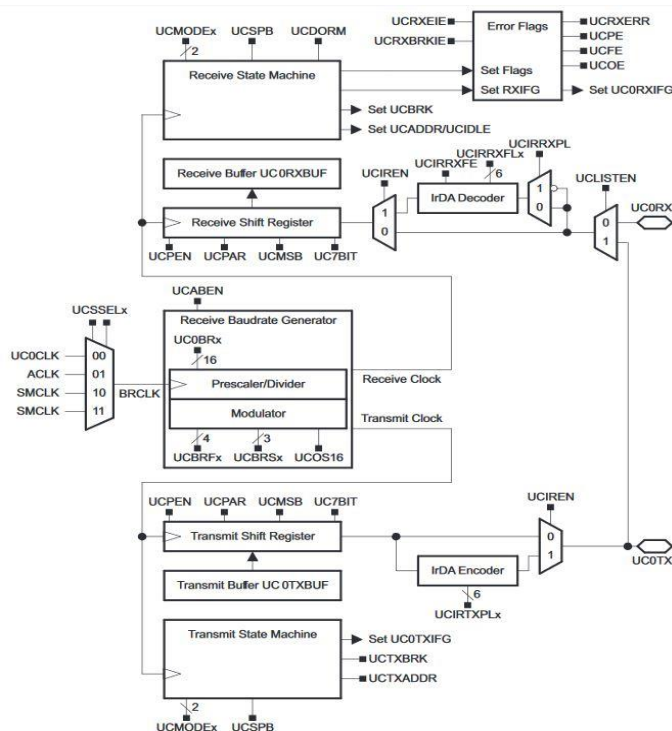 UCMODEx UCSPB UCDORM
2
Receive State Machine
UCRXEIE
UCRXBRKIE
Error Flags
UCRXERR
UCPE
UCFE
UCOE
Set Flags
Set RXIFG
Set UC0RXIFG
Set UCBRK
Set UCADDR/UCIDLE
Receive Buffer UC 0RXBUF
Receive Shift Register
UCPEN UCPAR UCMSB UC7BIT
UCIREN
1
0
UCIRRXFE
UCIRRXFLx
6
IrDA Decoder
UCIRRXPL
1
0
UCLISTEN
0
1
UC0RX
UCABEN
Receive Baudrate Generator
UC0BRx
16
Prescaler/Divider
Modulator
4
3
UCBRFx UCBRSx UCOS16
Receive Clock
Transmit Clock
UCSSELx
UC0CLK 00
ACLK 01
SMCLK 10
SMCLK 11
BRCLK
UCPEN UCPAR UCMSB UC7BIT
Transmit Shift Register
Transmit Buffer UC 0TXBUF
UCIREN
0
1
IrDA Encoder
6
UCIRTXPLx
UC0TX
Transmit State Machine
Set UC0TXIFG
UCTXBRK
UCTXADDR
2
UCMODEx UCSPB